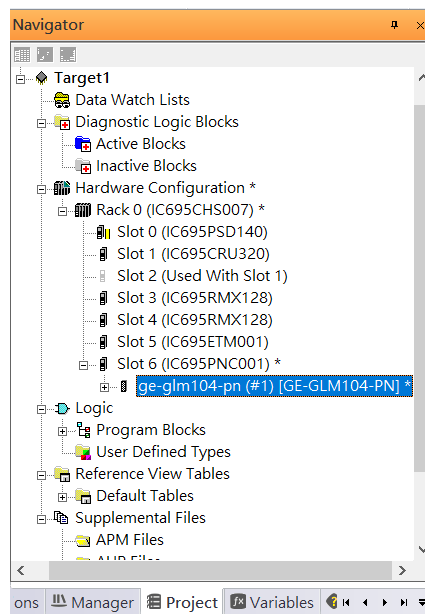 Navigator
Target1
Data Watch Lists
Diagnostic Logic Blocks
Active Blocks
Inactive Blocks
Hardware Configuration *
Rack 0 (IC695CHS007) *
Slot 0 (IC695PSD140)
Slot 1 (IC695CRU320)
Slot 2 (Used With Slot 1)
Slot 3 (IC695RMX128)
Slot 4 (IC695RMX128)
Slot 5 (IC695ETM001)
Slot 6 (IC695PNC001) *
ge-glm104-pn (#1) [GE-GLM104-PN] *
Logic
Program Blocks
User Defined Types
Reference View Tables
Default Tables
Supplemental Files
APM Files
ons Manager Project Variables